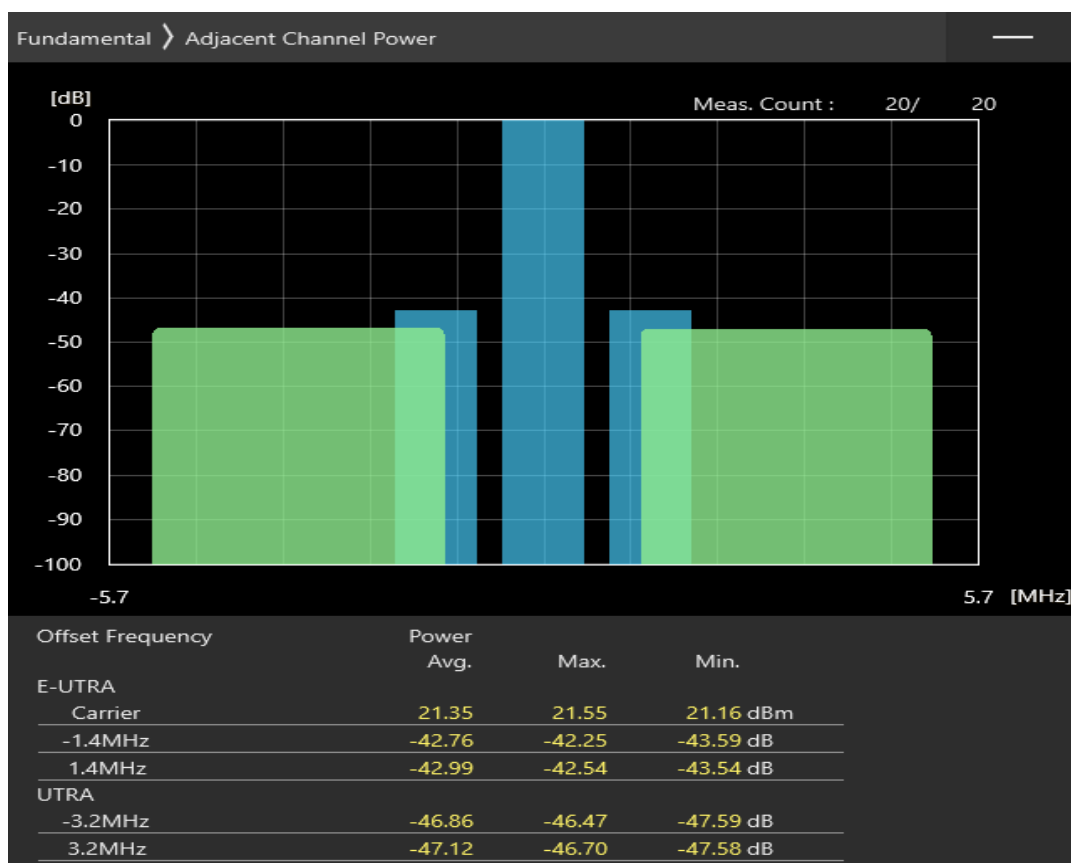 Fundamental 〉 Adjacent Channel Power
[dB]
Meas. Count : 20/ 20
0
-10
-20
-30
-40
-50
-60
-70
-80
-90
-100
-5.7 5.7 [MHz]
Offset Frequency Power
Avg. Max. Min.
E-UTRA
Carrier 21.35 21.55 21.16 dBm
-1.4MHz -42.76 -42.25 -43.59 dB
1.4MHz -42.99 -42.54 -43.54 dB
UTRA
-3.2MHz -46.86 -46.47 -47.59 dB
3.2MHz -47.12 -46.70 -47.58 dB